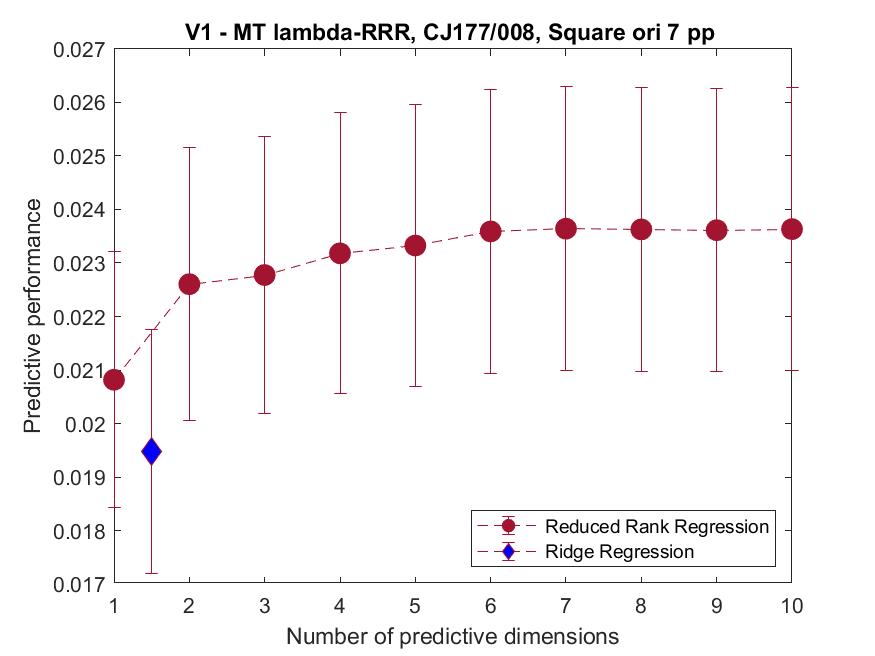 V1 - MT lambda-RRR, CJ177/008, Square ori 7 pp
0.027
0.026
0.025
0.024
0.023
0.022
0.021
0.02
0.019
0.018
0.017
Predictive performance
Reduced Rank Regression
Ridge Regression
1 2 3 4 5 6 7 8 9 10
Number of predictive dimensions